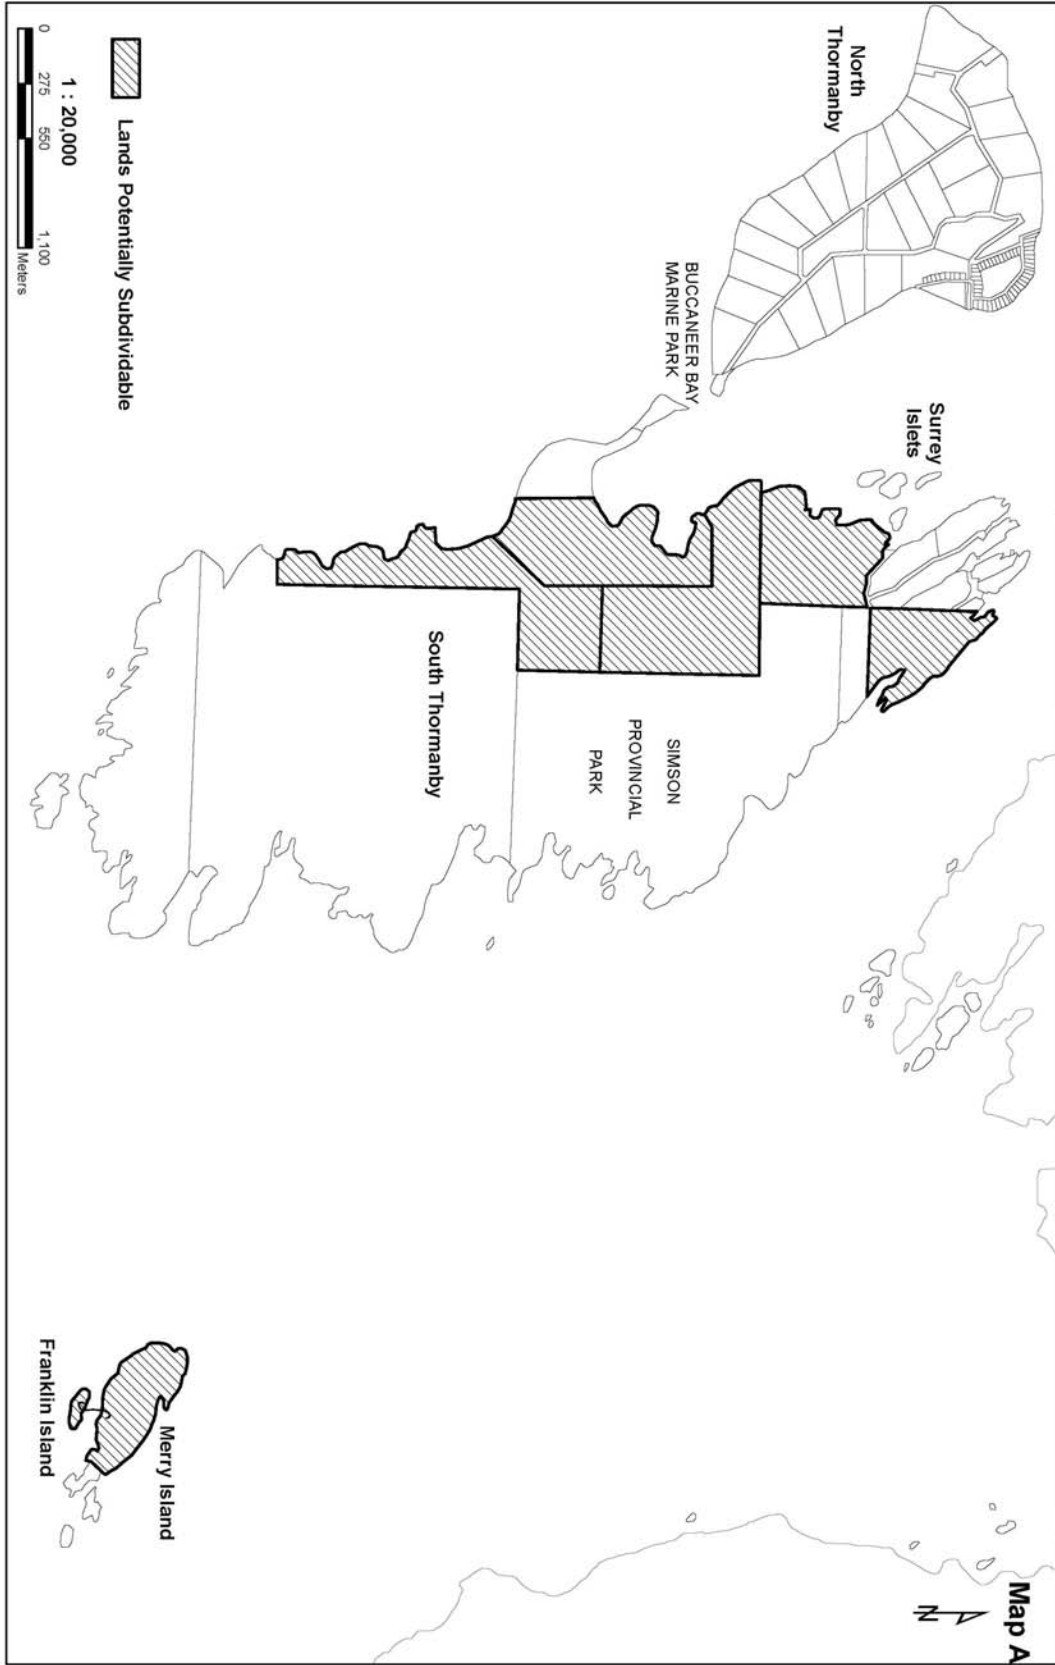 Map A
N
North
Thormanby
Surrey
Islets
BUCCANEER BAY
MARINE PARK
SIMSON
PROVINCIAL
PARK
South Thormanby
Merry Island
Franklin Island
Lands Potentially Subdividable
1 : 20,000
0 275 550 1,100
Meters